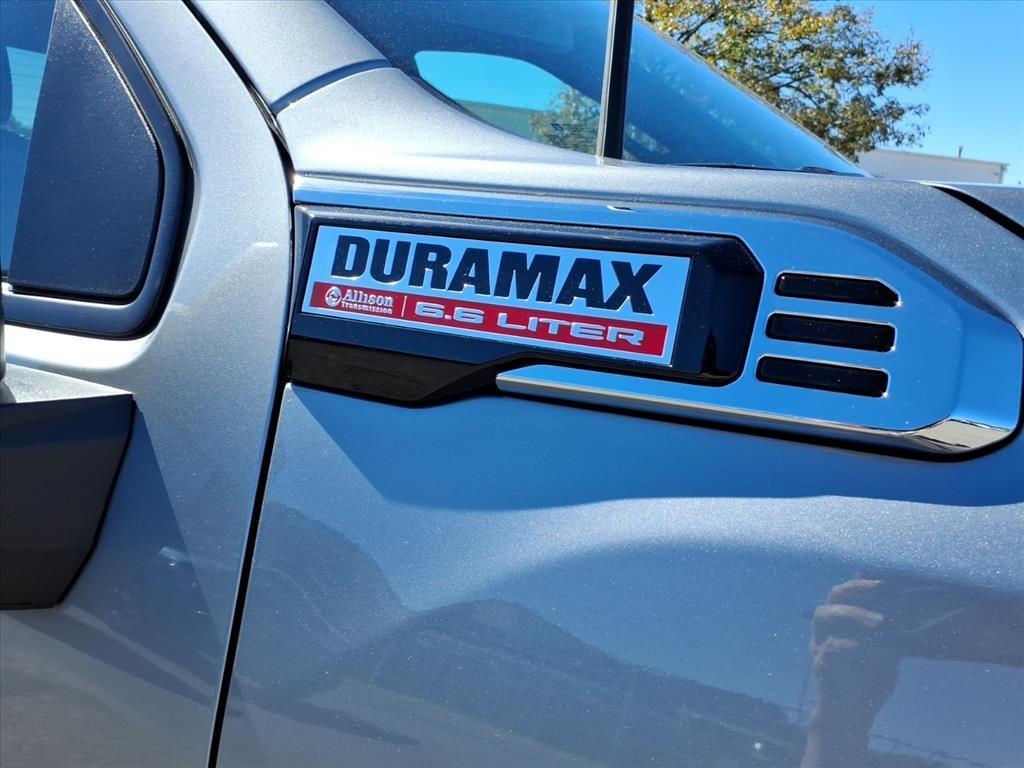 DURAMAX
Allison
Transmission
6.6 LITER